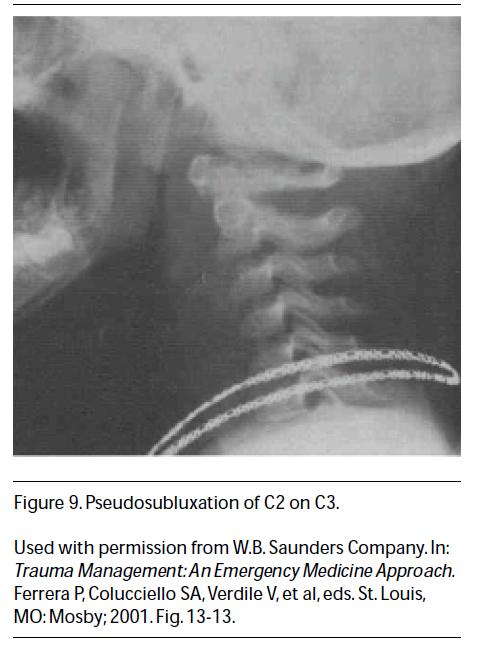 Figure 9. Pseudosubluxation of C2 on C3.
Used with permission from W.B. Saunders Company. In:
Trauma Management: An Emergency Medicine Approach.
Ferrera P, Colucciello SA, Verdile V, et al, eds. St. Louis,
MO: Mosby; 2001. Fig. 13-13.